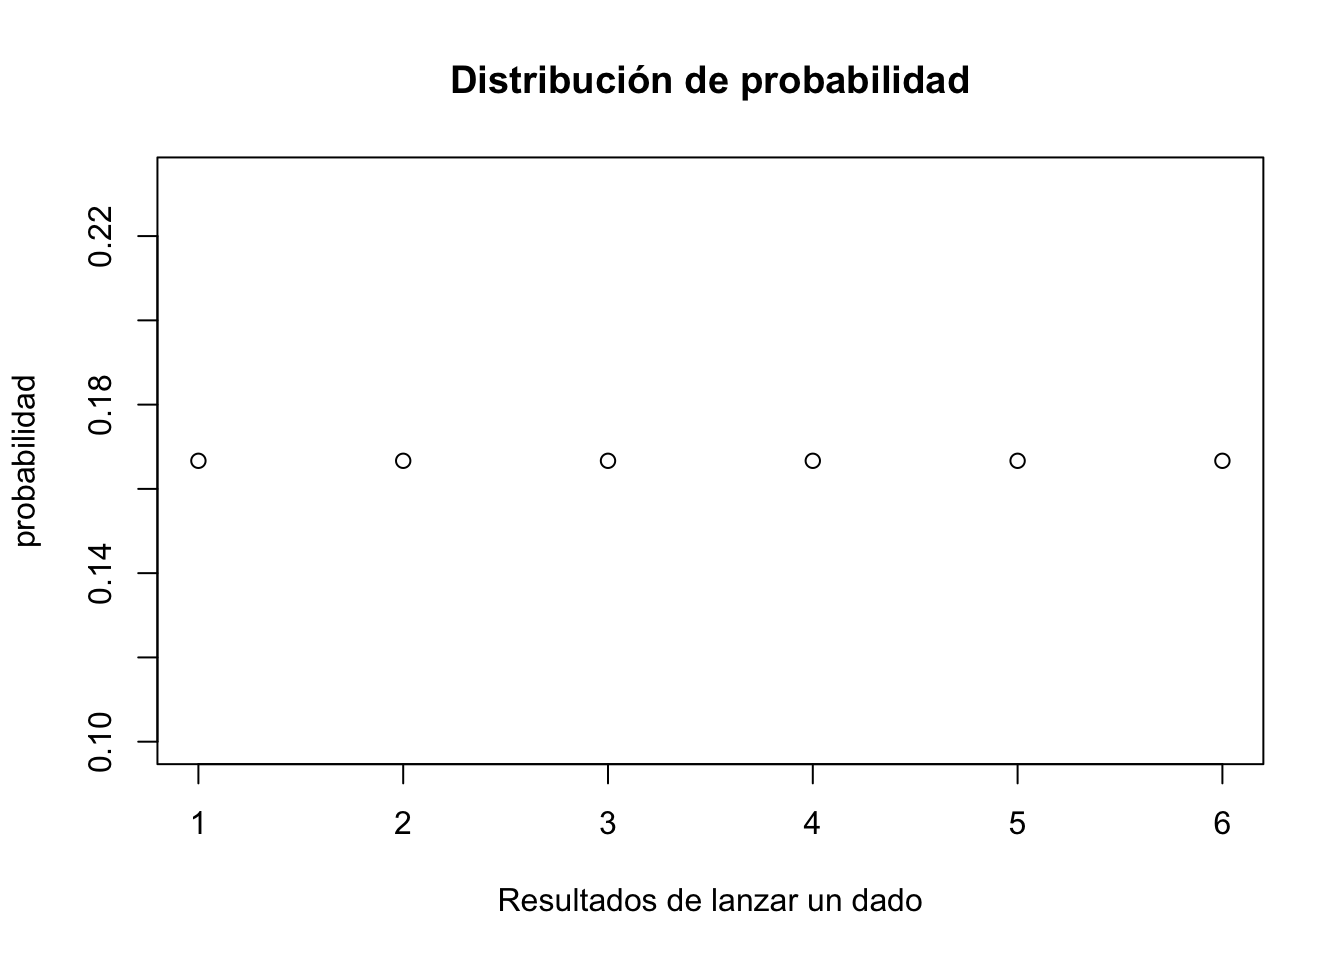 Distribución de probabilidad
probabilidad
0.22
0.18
0.14
0.10
1 2 3 4 5 6
Resultados de lanzar un dado